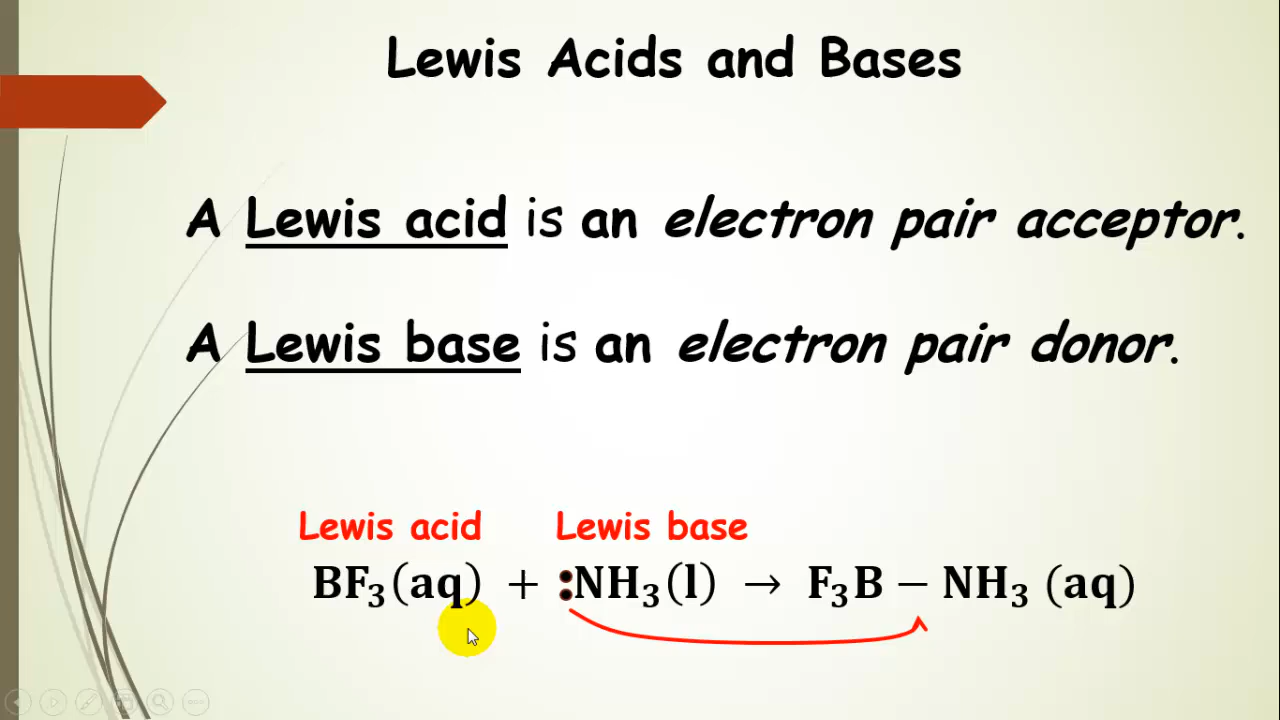 Lewis Acids and Bases
A Lewis acid is an electron pair acceptor.
A Lewis base is an electron pair donor.
Lewis acid Lewis base
BF₃(aq) + :NH₃(l) → F₃B − NH₃ (aq)